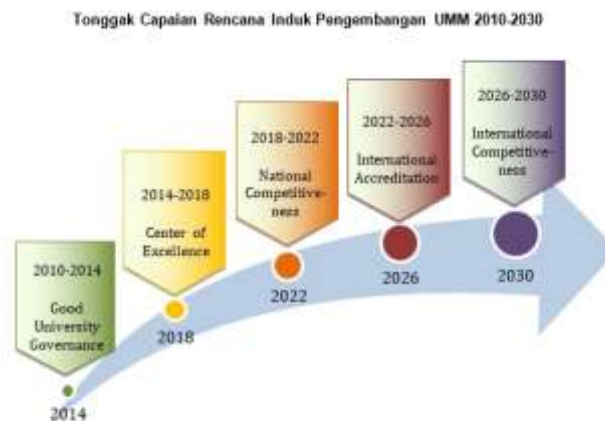 Tonggak Capaian Rencana Induk Pengembangan UMM 2010-2030
2010-2014
Good
University
Governance
2014
2014-2018
Center of
Excellence
2018
2018-2022
National
Competitive-
ness
2022
2022-2026
International
Accreditation
2026
2026-2030
International
Competitive-
ness
2030